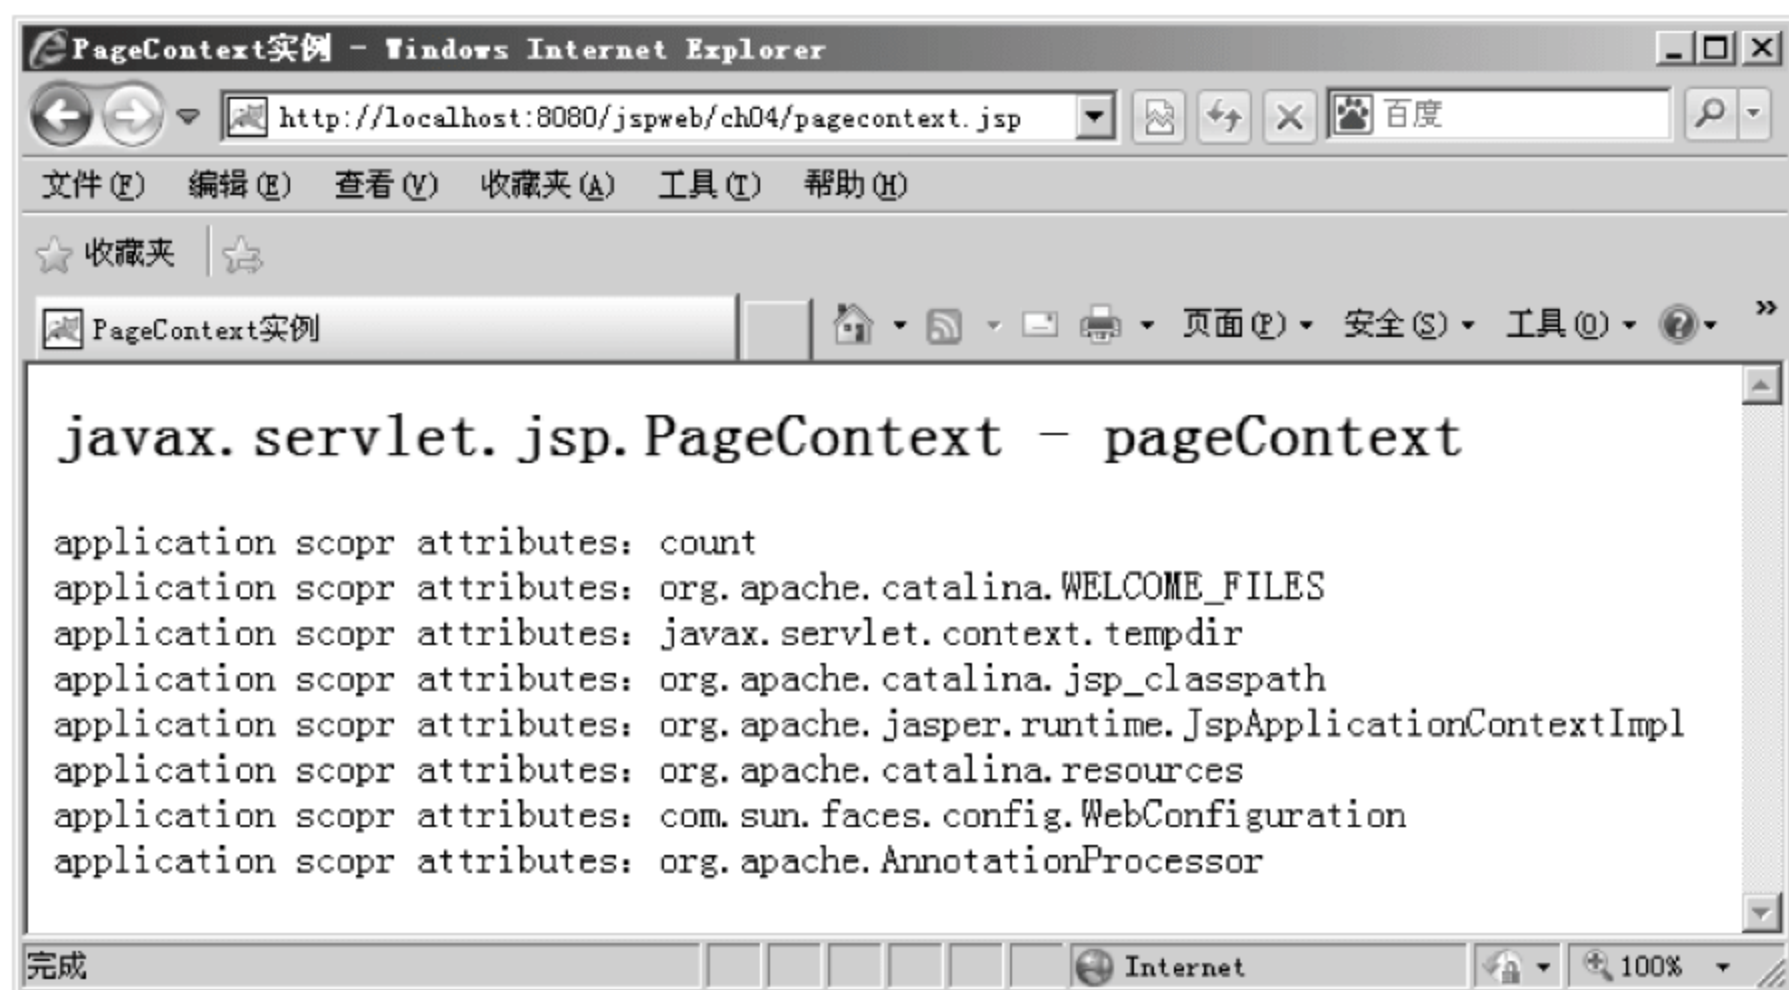 PageContext实例 - Windows Internet Explorer
http://localhost:8080/jspweb/ch04/pagecontext.jsp 百度
文件(F) 编辑(E) 查看(V) 收藏夹(A) 工具(T) 帮助(H)
收藏夹
PageContext实例 页面(P) 安全(S) 工具(O) »
javax.servlet.jsp.PageContext - pageContext
application scopr attributes: count
application scopr attributes: org.apache.catalina.WELCOME_FILES
application scopr attributes: javax.servlet.context.tempdir
application scopr attributes: org.apache.catalina.jsp_classpath
application scopr attributes: org.apache.jasper.runtime.JspApplicationContextImpl
application scopr attributes: org.apache.catalina.resources
application scopr attributes: com.sun.faces.config.WebConfiguration
application scopr attributes: org.apache.AnnotationProcessor
完成 Internet 100%